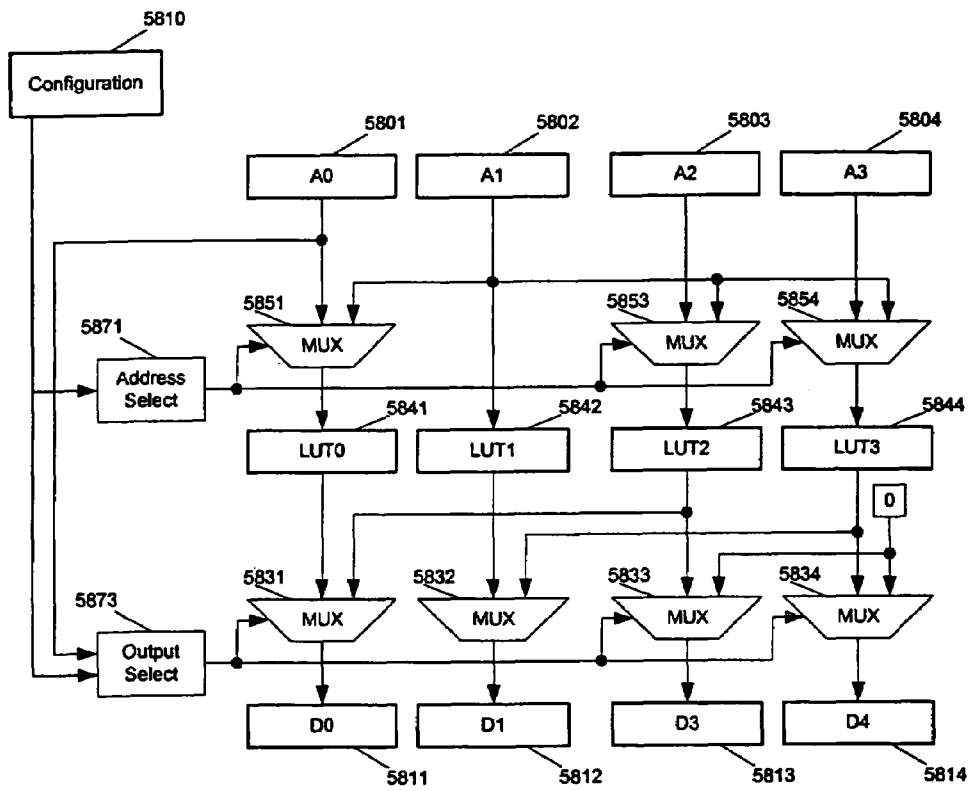 5810
Configuration
5801
5802
5803
5804
A0
A1
A2
A3
5851
5853
5854
5871
MUX
MUX
MUX
Address
Select
5841
5842
5843
5844
LUT0
LUT1
LUT2
LUT3
0
5831
5832
5833
5834
5873
MUX
MUX
MUX
MUX
Output
Select
D0
D1
D3
D4
5811
5812
5813
5814